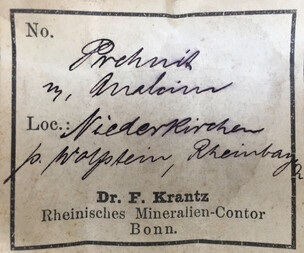 No.
Prehnit
m, Analcim
Loc.: Niederkirchen
p. Wolfstein, Rheinbay
Dr. F. Krantz
Rheinisches Mineralien-Contor
Bonn.